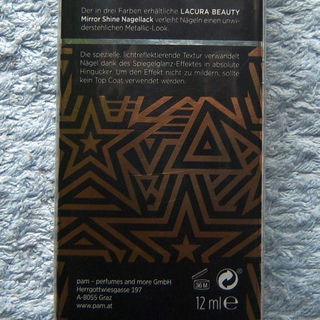 Der in drei Farben erhältliche LACURA BEAUTY
Mirror Shine Nagellack verleiht Nägeln einen unwi-
derstehlichen Metallic-Look.
Die spezielle, lichtreflektierende Textur verwandelt
Nägel dank des Spiegelglanz-Effektes in absolute
Hingucker. Um den Effekt nicht zu mildern, sollte
kein Top Coat verwendet werden.
pam – perfumes and more GmbH
Herrgottwiesgasse 197
A-8055 Graz
www.pam.at
36 M
12 ml e